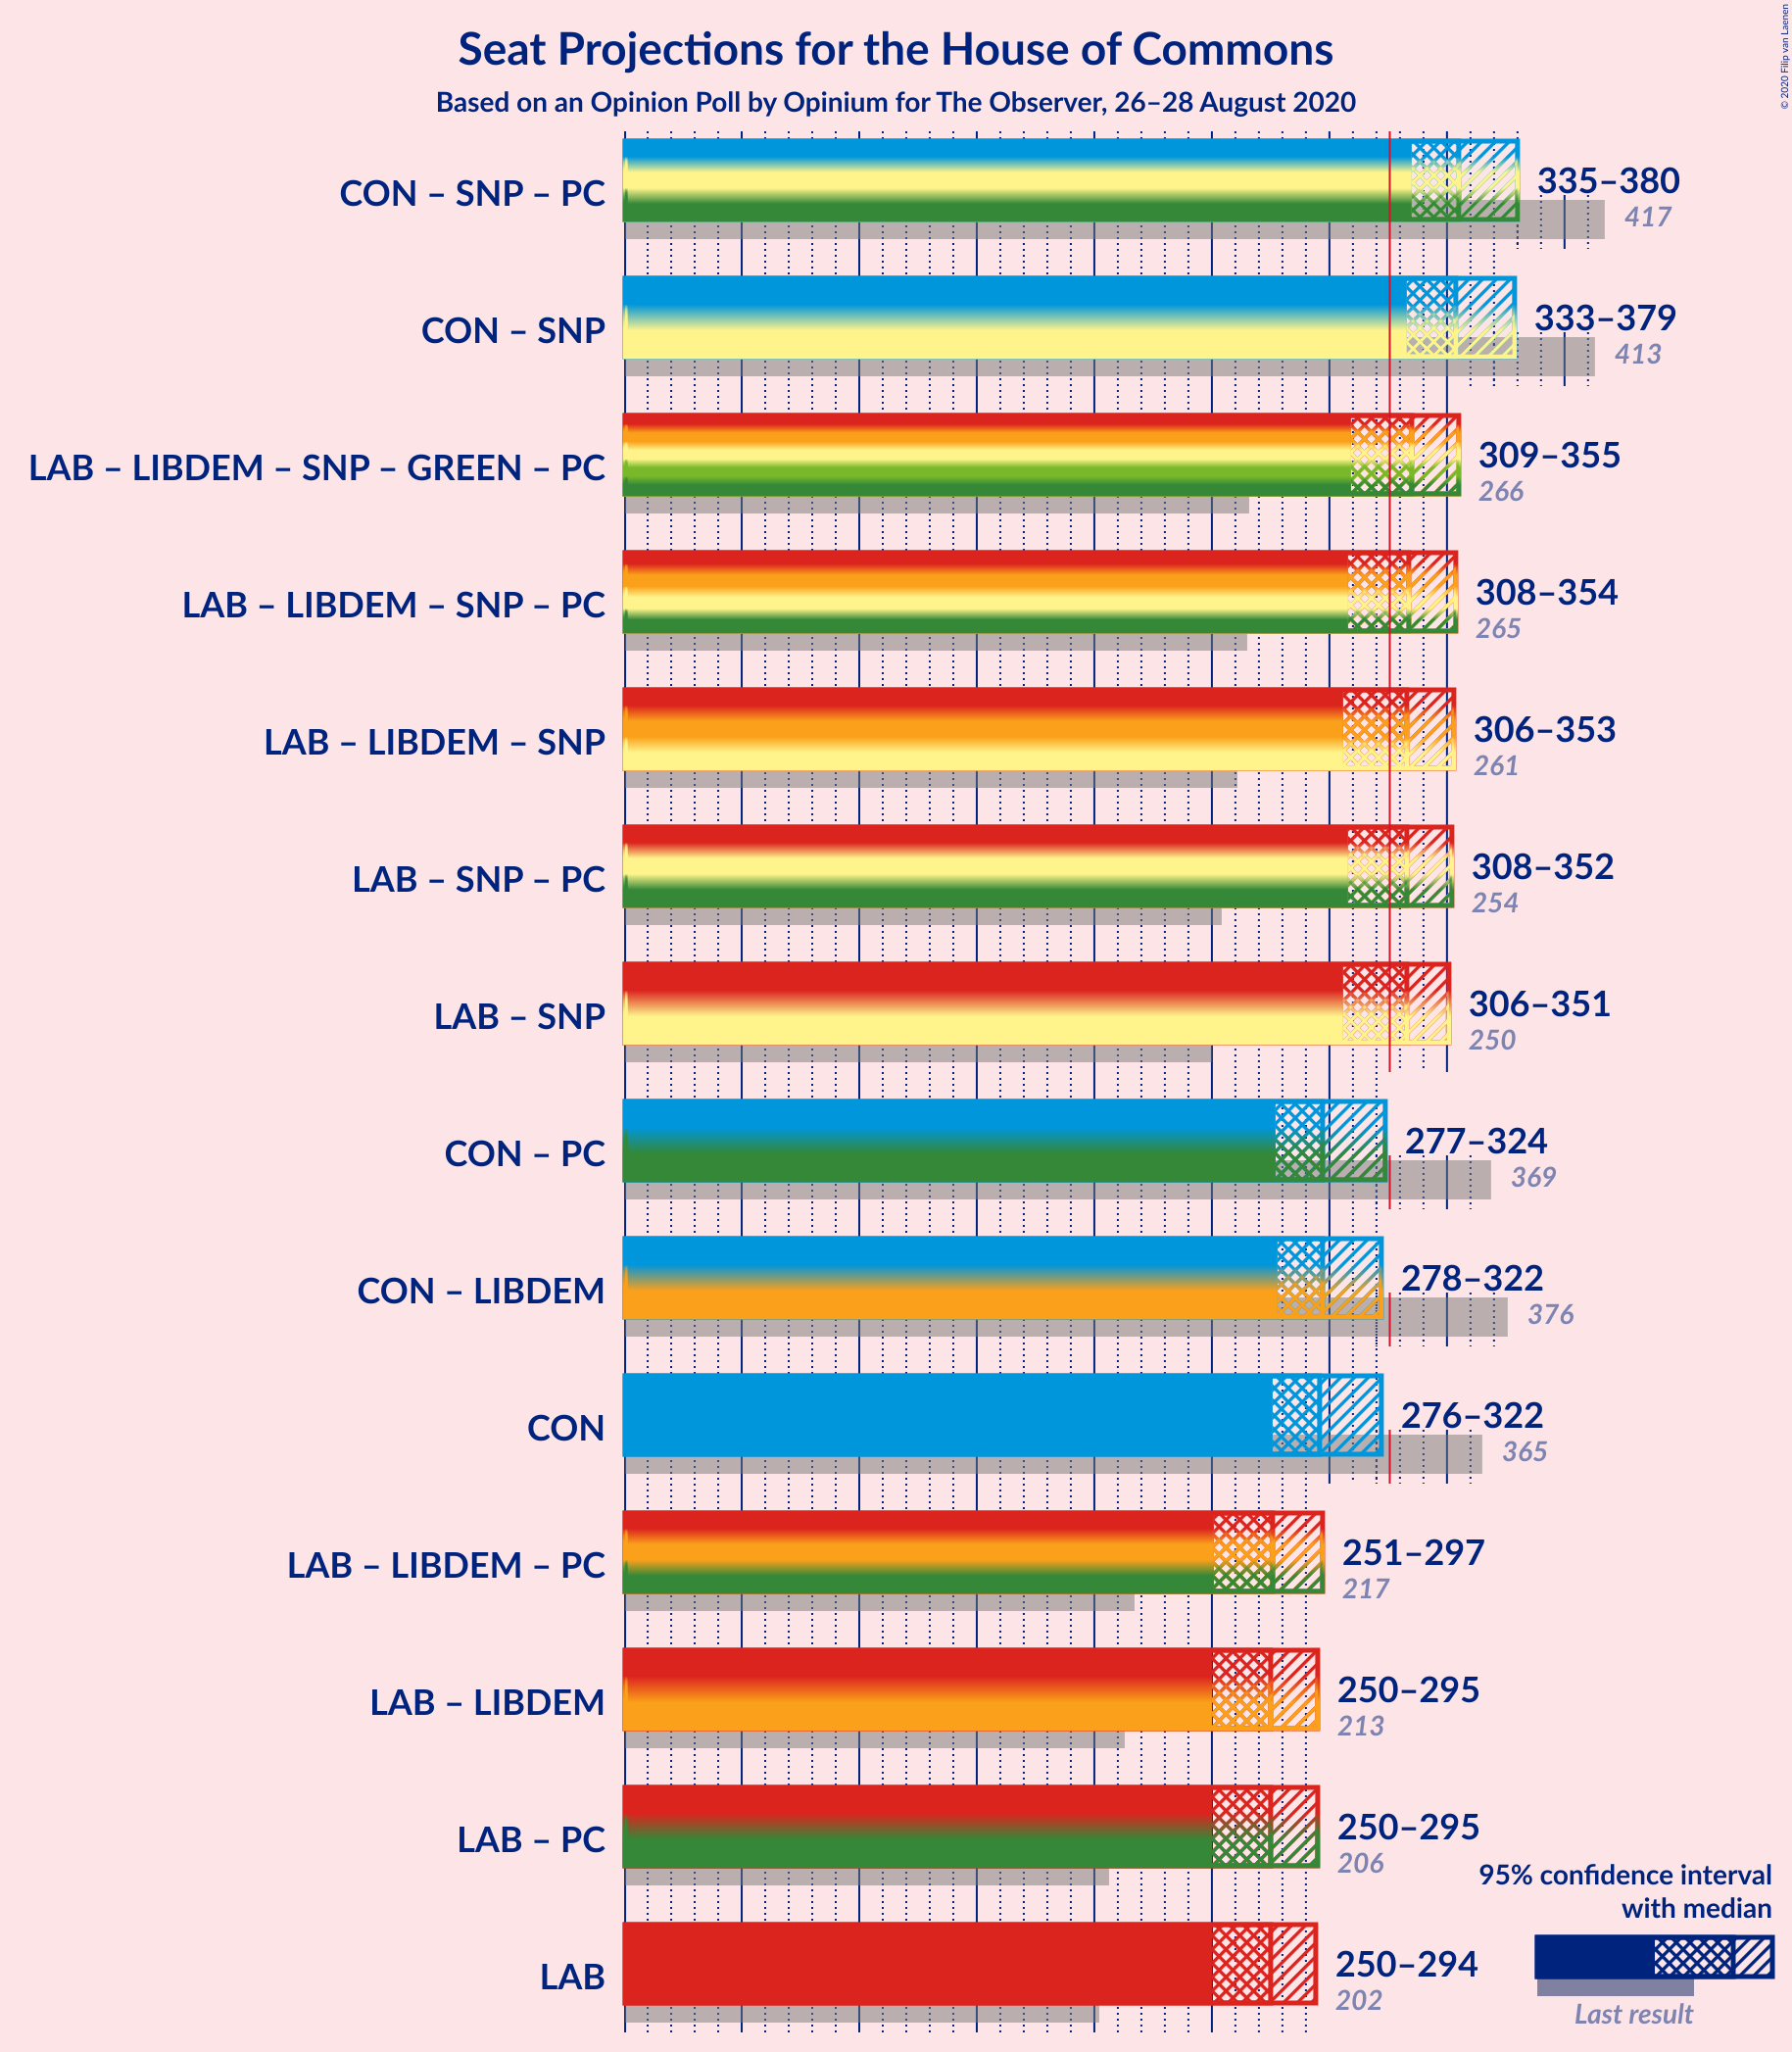 Seat Projections for the House of Commons
Based on an Opinion Poll by Opinium for The Observer, 26–28 August 2020
© 2020 Filip van Laenen
CON – SNP – PC
335–380
417
CON – SNP
333–379
413
LAB – LIBDEM – SNP – GREEN – PC
309–355
266
LAB – LIBDEM – SNP – PC
308–354
265
LAB – LIBDEM – SNP
306–353
261
LAB – SNP – PC
308–352
254
LAB – SNP
306–351
250
CON – PC
277–324
369
CON – LIBDEM
278–322
376
CON
276–322
365
LAB – LIBDEM – PC
251–297
217
LAB – LIBDEM
250–295
213
LAB – PC
250–295
206
LAB
250–294
202
95% confidence interval
with median
Last result